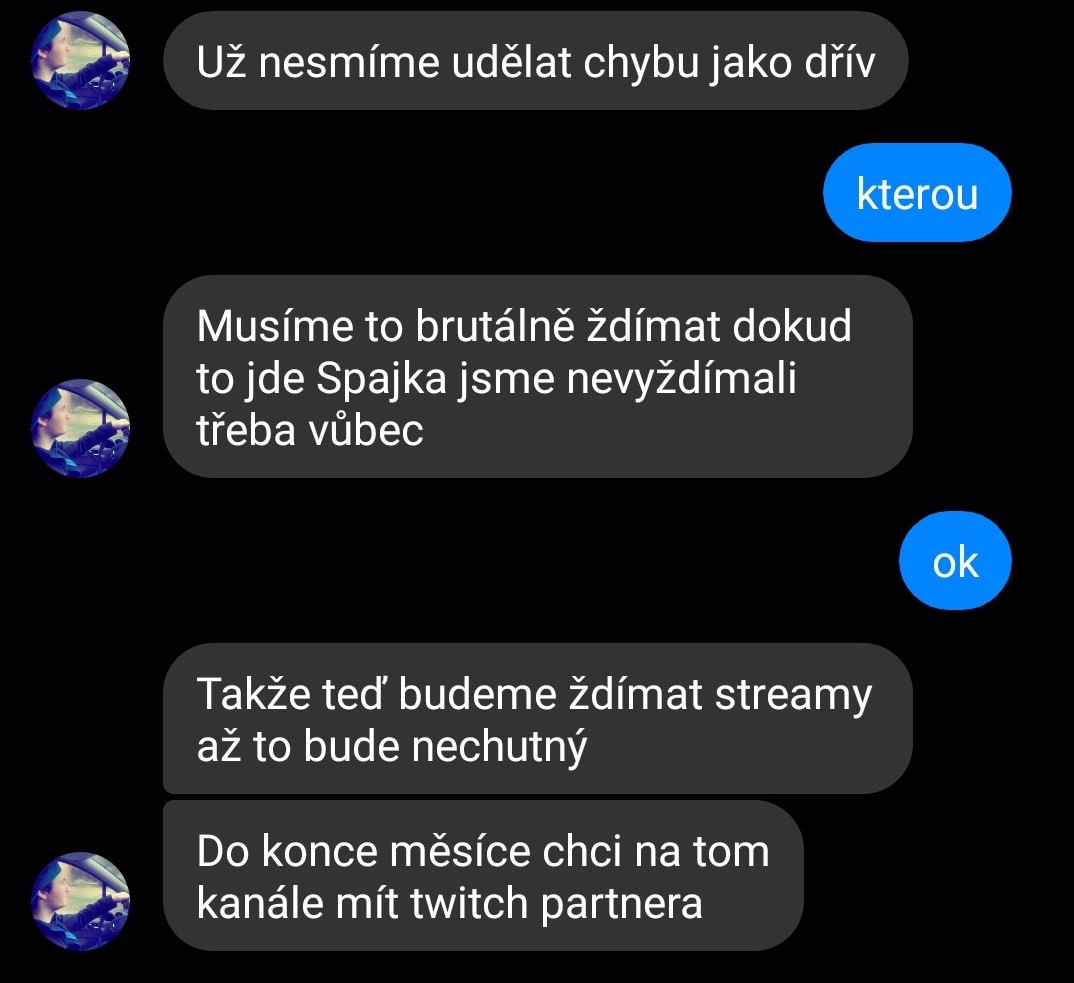 Už nesmíme udělat chybu jako dřív
kterou
Musíme to brutálně ždímat dokud
to jde Spajka jsme nevyždímali
třeba vůbec
ok
Takže teď budeme ždímat streamy
až to bude nechutný
Do konce měsíce chci na tom
kanále mít twitch partnera